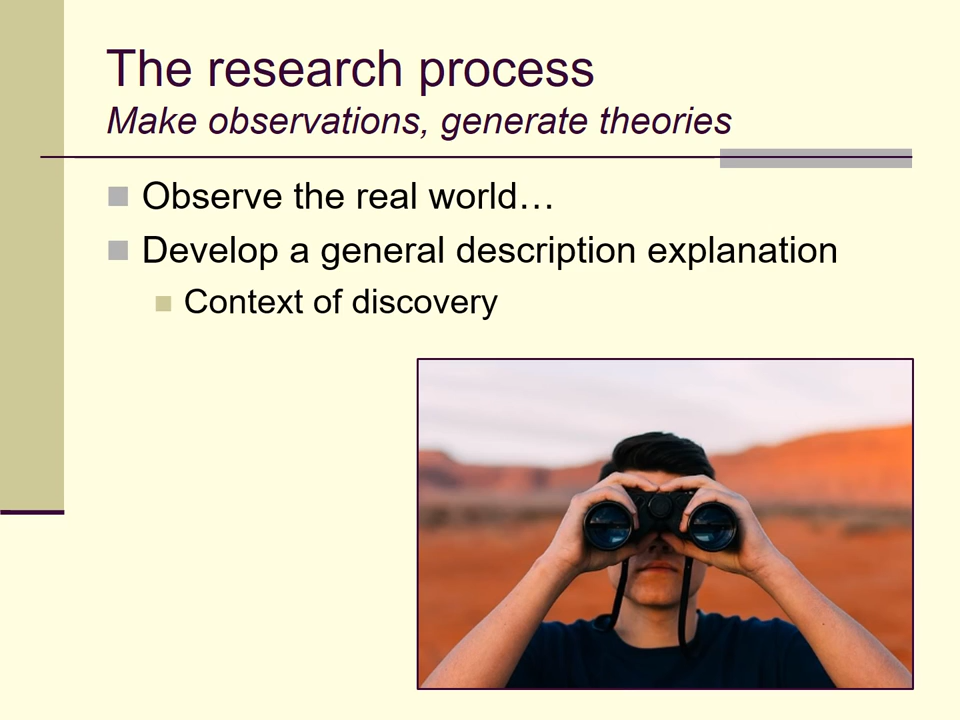 The research process
Make observations, generate theories
Observe the real world…
Develop a general description explanation
Context of discovery